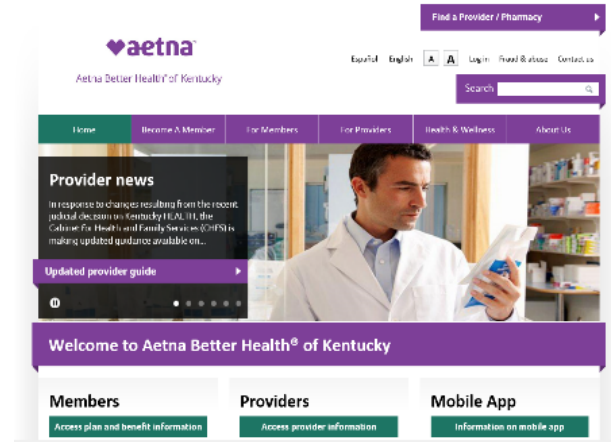 Find a Provider / Pharmacy
aetna
Aetna Better Health® of Kentucky
Español English A A Login Fraud & abuse Contact us
Search
Home Become A Member For Members For Providers Health & Wellness About Us
Provider news
In response to changes resulting from the recent
judicial decision on Kentucky HEALTH, the
Cabinet for Health and Family Services (CHFS) is
making updated guidance available on...
Updated provider guide
Welcome to Aetna Better Health® of Kentucky
Members Providers Mobile App
Access plan and benefit information Access provider information Information on mobile app